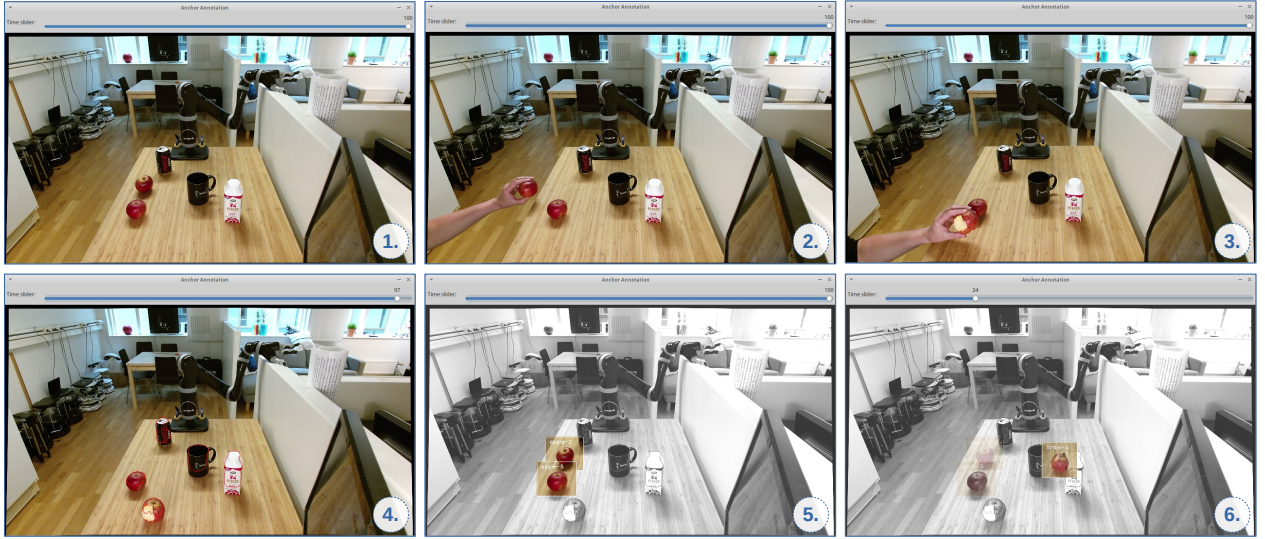 Anchor Annotation
Time slider:
100
1.
Anchor Annotation
Time slider:
100
2.
Anchor Annotation
Time slider:
100
3.
Anchor Annotation
Time slider:
97
4.
Anchor Annotation
Time slider:
100
5.
Anchor Annotation
Time slider:
24
6.